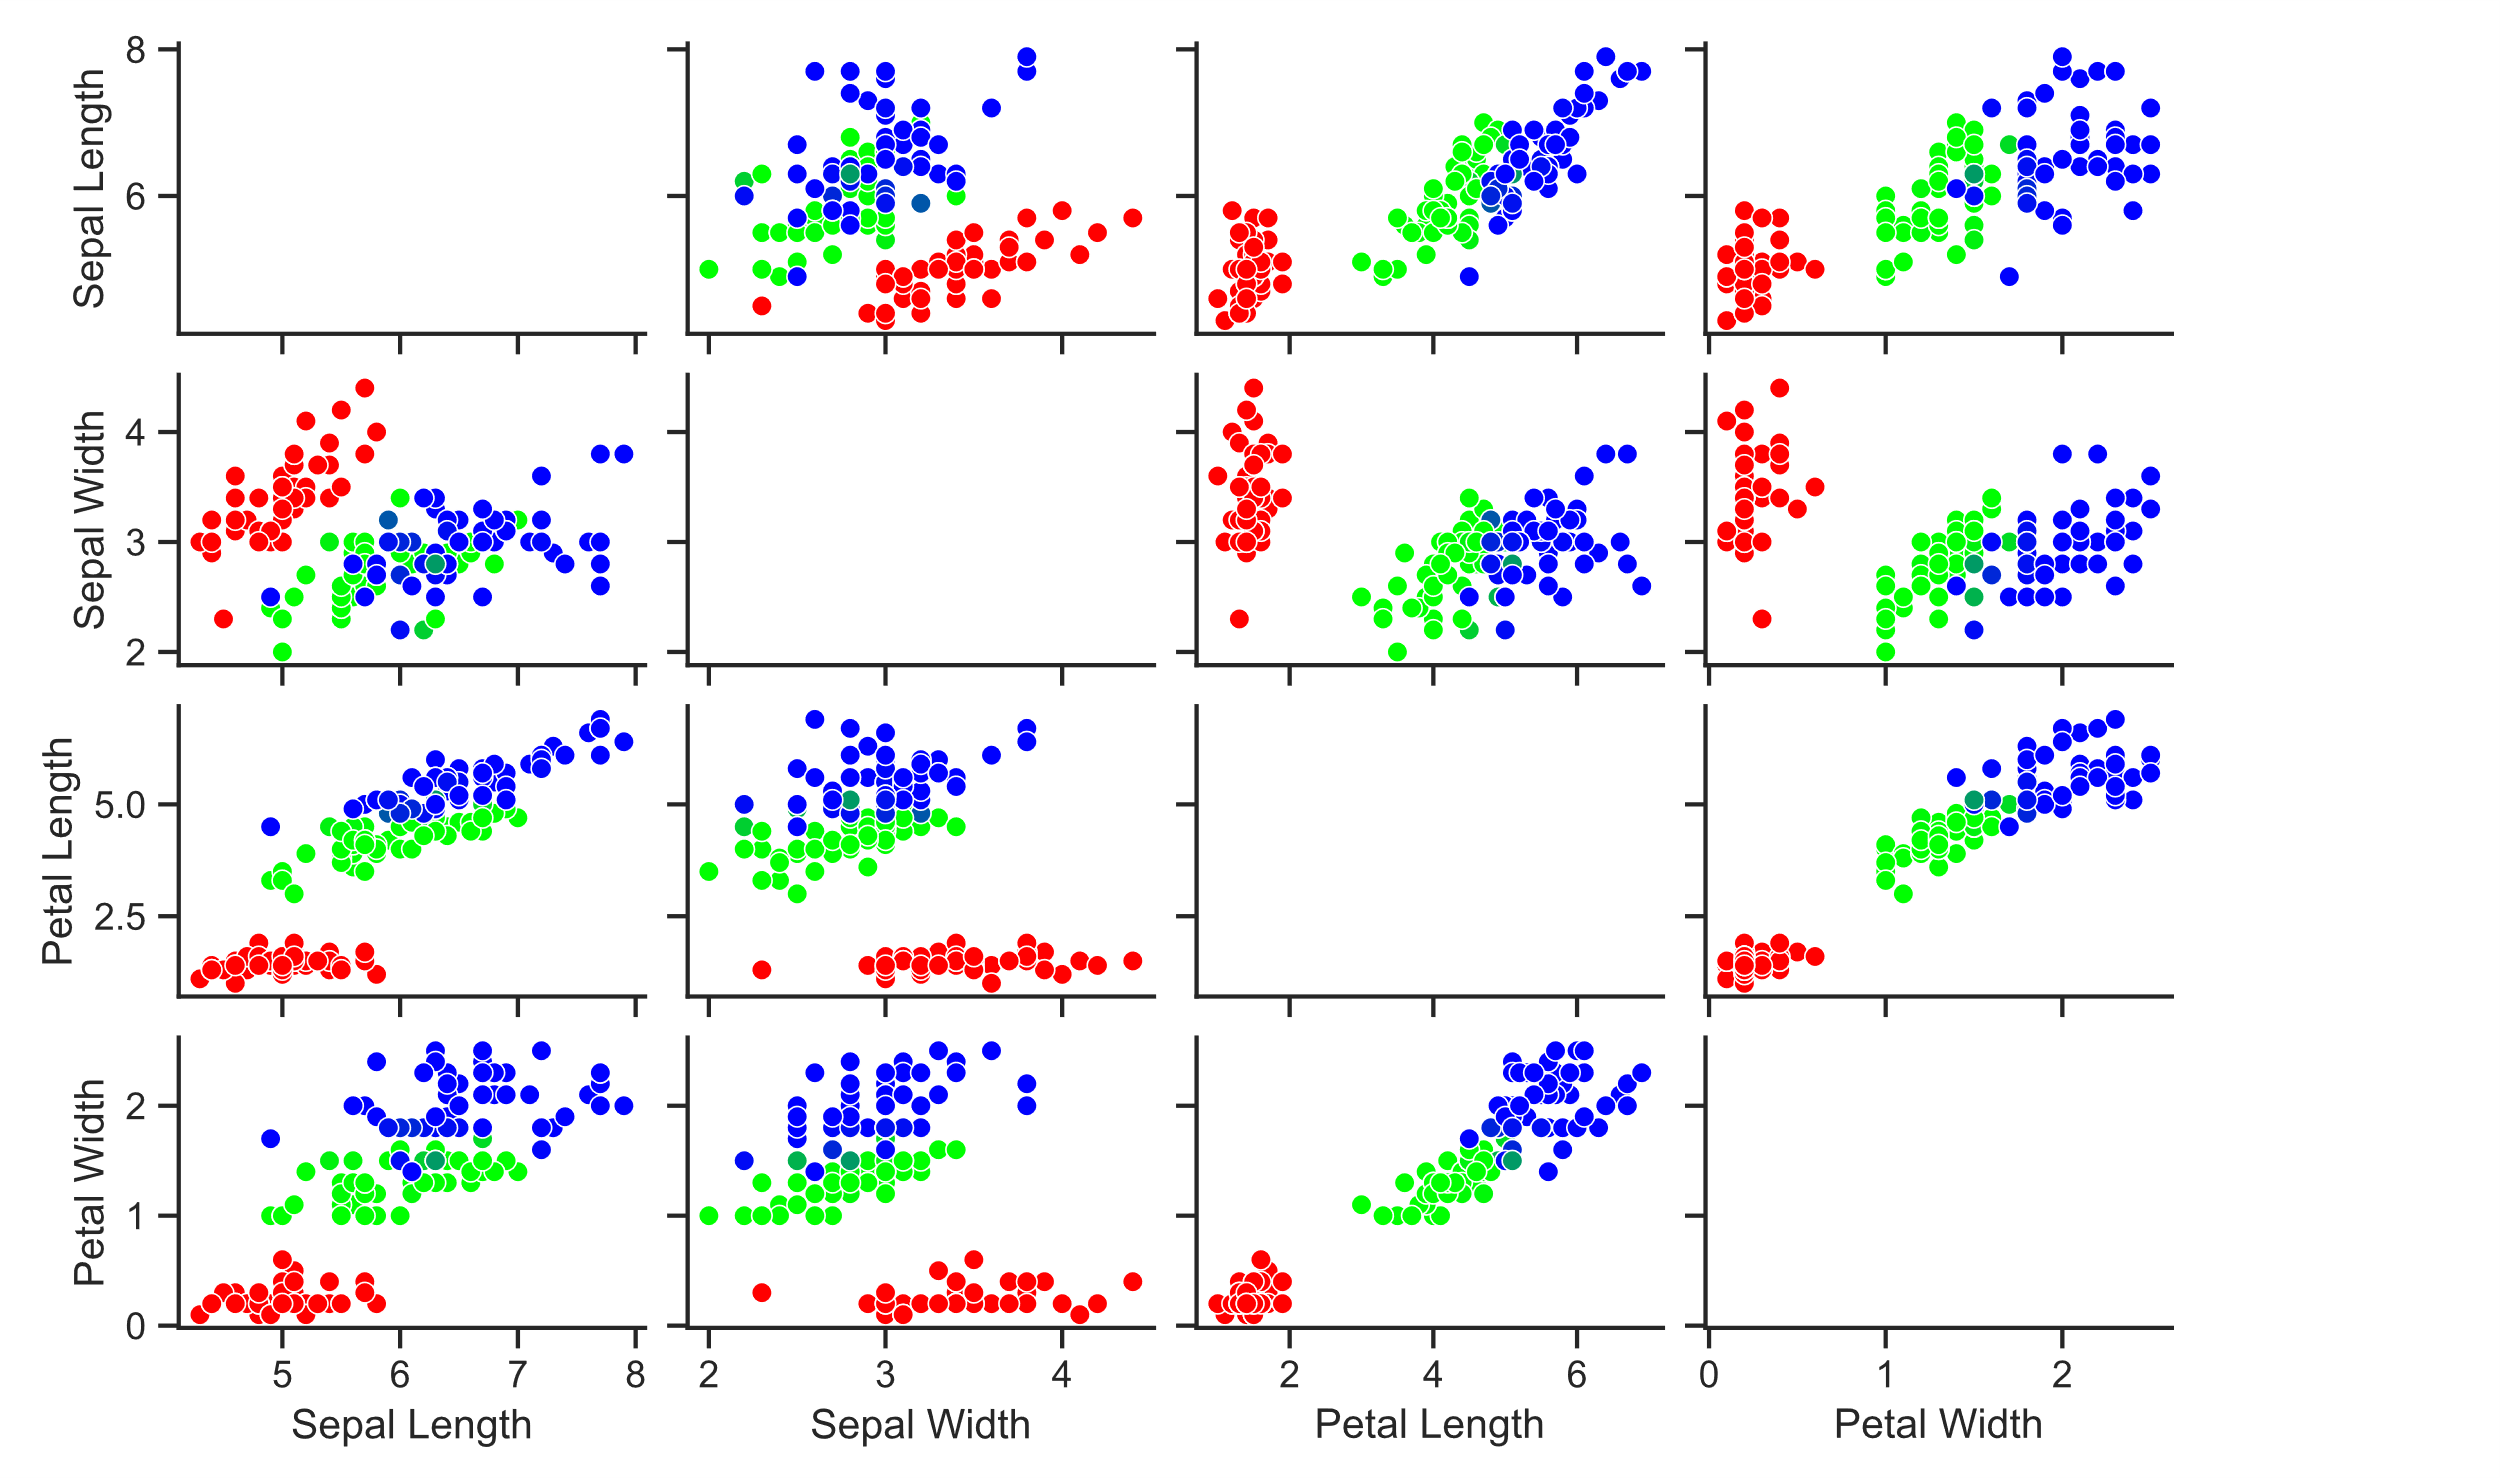 Sepal Length
8
6
Sepal Width
4
3
2
Petal Length
5.0
2.5
Petal Width
2
1
0
5 6 7 8 2 3 4 2 4 6 0 1 2
Sepal Length Sepal Width Petal Length Petal Width